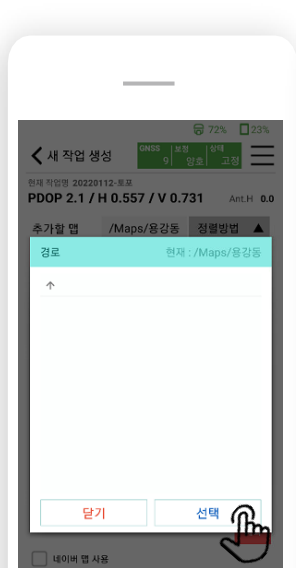 72% 23%
새 작업 생성
GNSS 보정 상태
9 양호 고정
현재 작업명 20220112-토포
PDOP 2.1 / H 0.557 / V 0.731 Ant.H 0.0
추가할 맵 /Maps/용강동 정렬방법 ▲
경로 현재 : /Maps/용강동
↑
닫기 선택
네이버 맵 사용